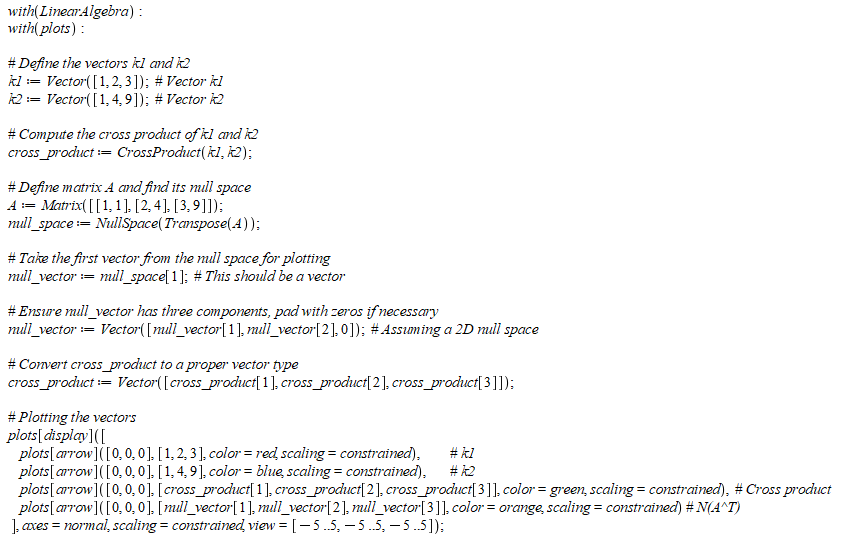 with(LinearAlgebra) :
with(plots) :
# Define the vectors k1 and k2
k1 := Vector([1, 2, 3]); # Vector k1
k2 := Vector([1, 4, 9]); # Vector k2
# Compute the cross product of k1 and k2
cross_product := CrossProduct(k1, k2);
# Define matrix A and find its null space
A := Matrix([[1, 1], [2, 4], [3, 9]]);
null_space := NullSpace(Transpose(A));
# Take the first vector from the null space for plotting
null_vector := null_space[1]; # This should be a vector
# Ensure null_vector has three components, pad with zeros if necessary
null_vector := Vector([null_vector[1], null_vector[2], 0]); # Assuming a 2D null space
# Convert cross_product to a proper vector type
cross_product := Vector([cross_product[1], cross_product[2], cross_product[3]]);
# Plotting the vectors
plots[display]([
plots[arrow]([0, 0, 0], [1, 2, 3], color = red, scaling = constrained), # k1
plots[arrow]([0, 0, 0], [1, 4, 9], color = blue, scaling = constrained), # k2
plots[arrow]([0, 0, 0], [cross_product[1], cross_product[2], cross_product[3]], color = green, scaling = constrained), # Cross product
plots[arrow]([0, 0, 0], [null_vector[1], null_vector[2], null_vector[3]], color = orange, scaling = constrained) # N(A^T)
], axes = normal, scaling = constrained, view = [-5 ..5, -5 ..5, -5 ..5]);